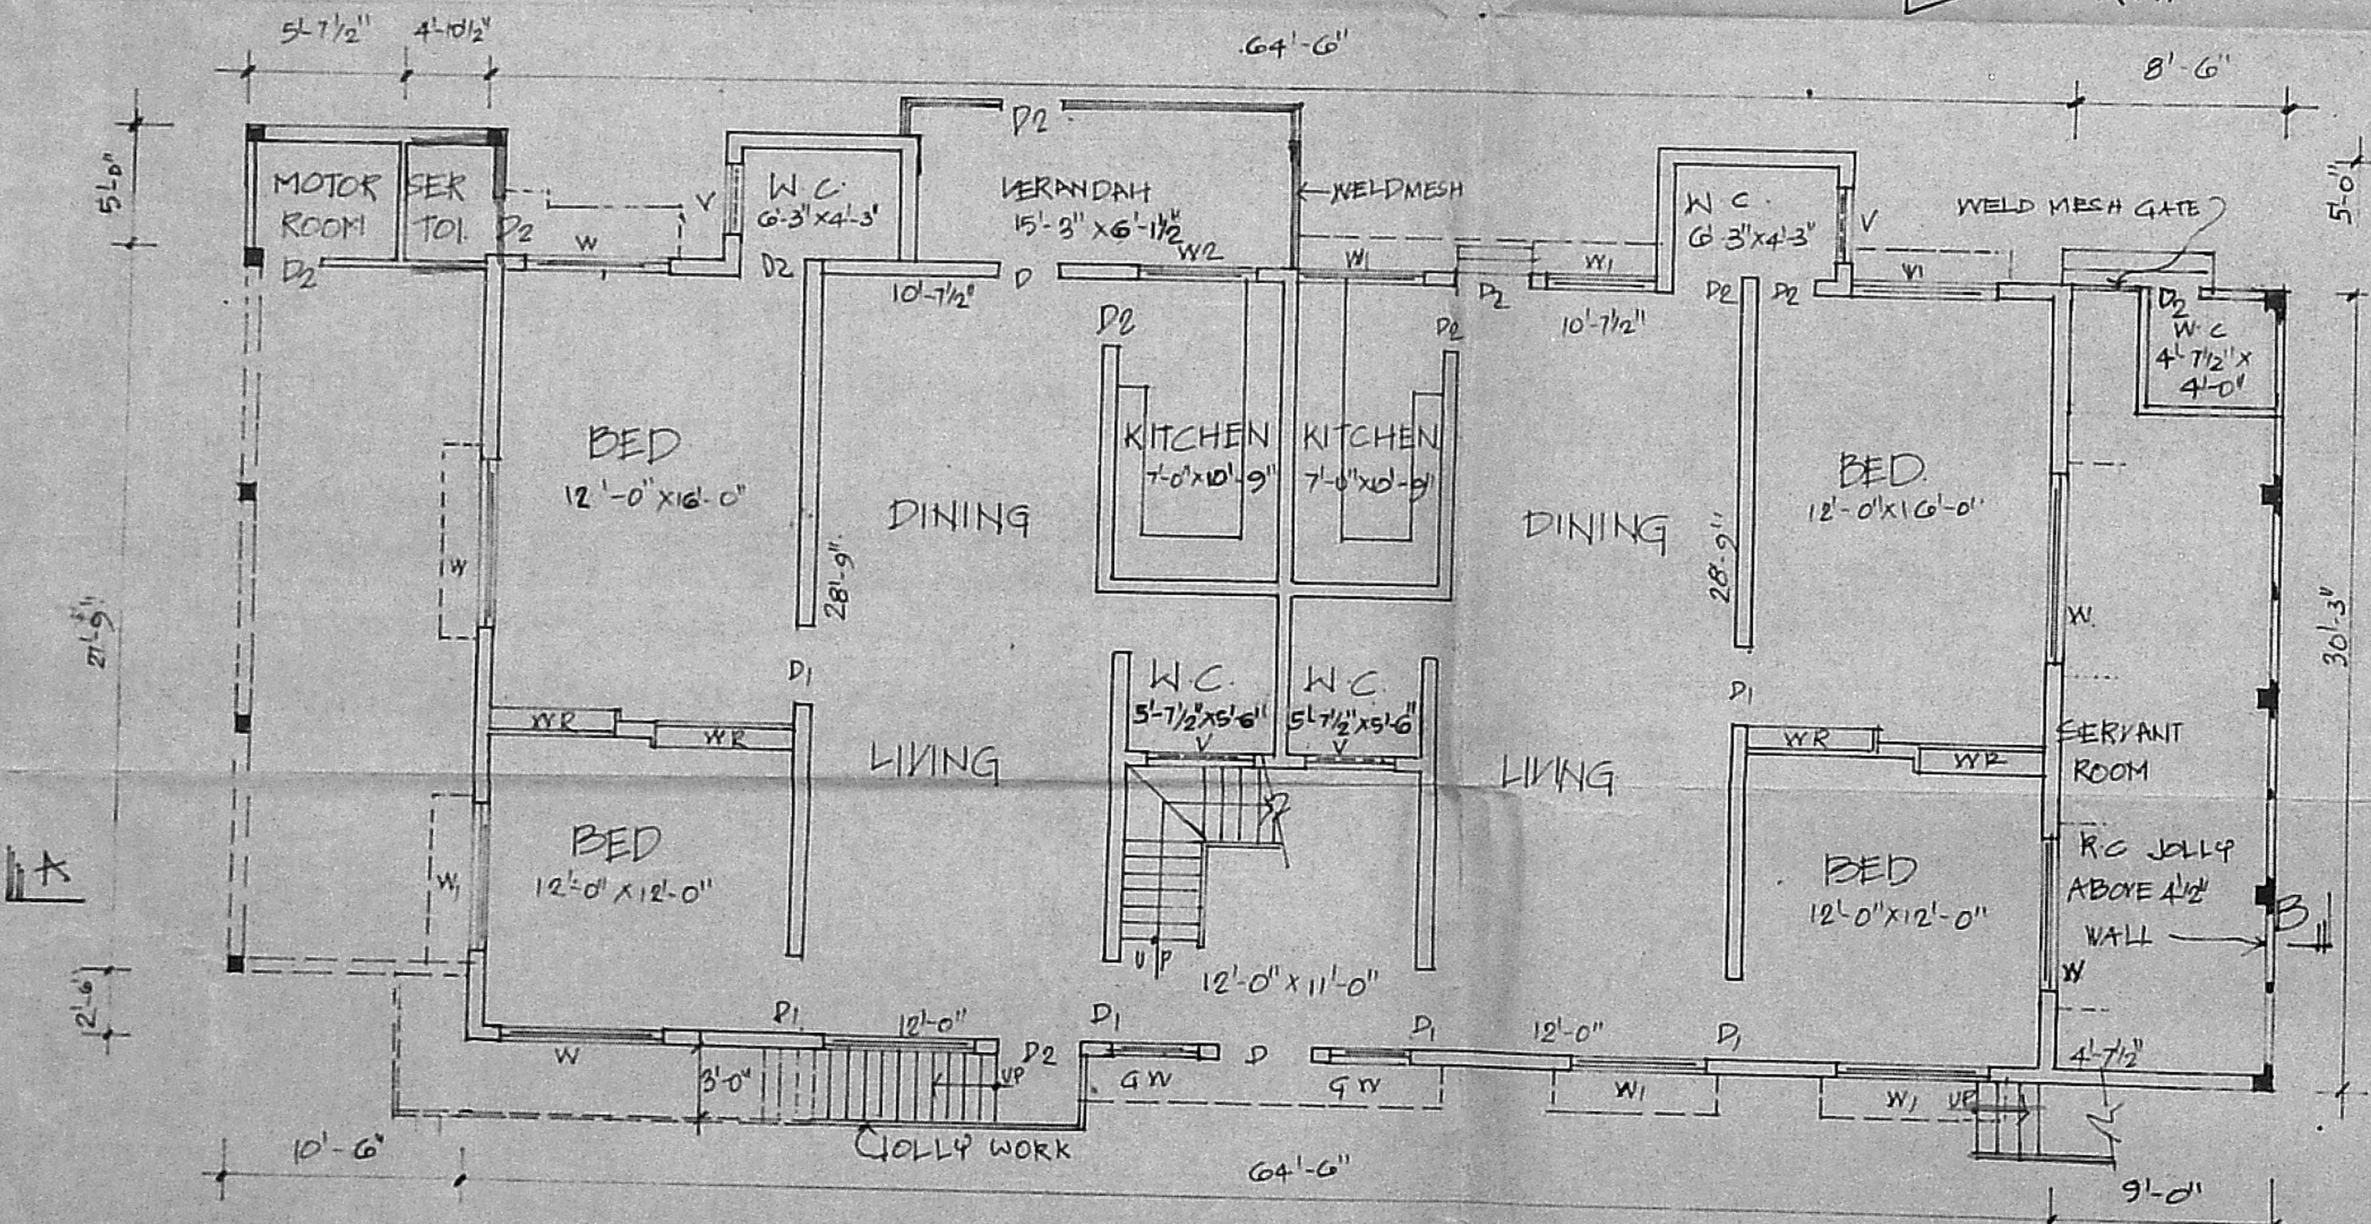 5'-7½"
4'-10½"
64'-6"
8'-6"
5'-0"
MOTOR
ROOM
SER
TOI.
D2
D2
W
V
W.C.
6'-3"x4'-3"
D2
D2
VERANDAH
15'-3"x6'-1½"
W2
WELDMESH
W1
W1
W.C.
6'-3"x4'-3"
V
WELD MESH GATE
5'-0"
10'-7½"
D
D2
D2
D2
10'-7½"
D2
D2
W1
D2
W.C
4'-7½"x
4'-0"
BED
12'-0"x16'-0"
KITCHEN
7'-0"x10'-9"
KITCHEN
7'-0"x10'-9"
BED.
12'-0"x16'-0"
DINING
DINING
W
28'-9"
28'-9"
W.
27'-9"
30'-3"
D1
W.C.
5'-7½"x5'-6"
V
W.C.
5'-7½"x5'-6"
V
D1
WR
WR
LIVING
LIVING
WR
WR
SERVANT
ROOM
BED
12'-0"x12'-0"
W1
A
BED
12'-0"x12'-0"
R.C JOLLY
ABOVE 4½"
WALL
B
W
UP
12'-0"x11'-0"
2'-6"
D1
12'-0"
D1
D1
12'-0"
D1
W
3'-0"
UP
D2
GW
D
GW
W1
W1
UP
4'-7½"
JOLLY WORK
10'-6"
64'-6"
9'-0"